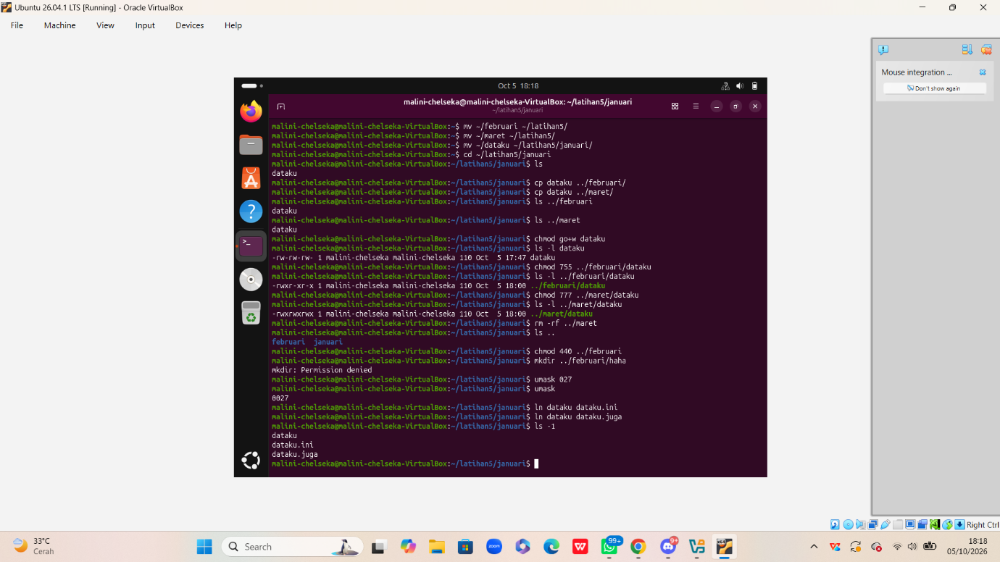 Ubuntu 26.04.1 LTS [Running] - Oracle VirtualBox
File Machine View Input Devices Help
Mouse integration ...
Don't show again
Oct 5 18:18
malini-chelseka@malini-chelseka-VirtualBox: ~/latihan5/januari
~/latihan5/januari
malini-chelseka@malini-chelseka-VirtualBox:~$ mv ~/februari ~/latihan5/
malini-chelseka@malini-chelseka-VirtualBox:~$ mv ~/maret ~/latihan5/
malini-chelseka@malini-chelseka-VirtualBox:~$ mv ~/dataku ~/latihan5/januari/
malini-chelseka@malini-chelseka-VirtualBox:~$ cd ~/latihan5/januari
malini-chelseka@malini-chelseka-VirtualBox:~/latihan5/januari$ ls
dataku
malini-chelseka@malini-chelseka-VirtualBox:~/latihan5/januari$ cp dataku ../februari/
malini-chelseka@malini-chelseka-VirtualBox:~/latihan5/januari$ cp dataku ../maret/
malini-chelseka@malini-chelseka-VirtualBox:~/latihan5/januari$ ls ../februari
dataku
malini-chelseka@malini-chelseka-VirtualBox:~/latihan5/januari$ ls ../maret
dataku
malini-chelseka@malini-chelseka-VirtualBox:~/latihan5/januari$ chmod go+w dataku
malini-chelseka@malini-chelseka-VirtualBox:~/latihan5/januari$ ls -l dataku
-rw-rw-rw- 1 malini-chelseka malini-chelseka 110 Oct  5 17:47 dataku
malini-chelseka@malini-chelseka-VirtualBox:~/latihan5/januari$ chmod 755 ../februari/dataku
malini-chelseka@malini-chelseka-VirtualBox:~/latihan5/januari$ ls -l ../februari/dataku
-rwxr-xr-x 1 malini-chelseka malini-chelseka 110 Oct  5 18:00 ../februari/dataku
malini-chelseka@malini-chelseka-VirtualBox:~/latihan5/januari$ chmod 777 ../maret/dataku
malini-chelseka@malini-chelseka-VirtualBox:~/latihan5/januari$ ls -l ../maret/dataku
-rwxrwxrwx 1 malini-chelseka malini-chelseka 110 Oct  5 18:00 ../maret/dataku
malini-chelseka@malini-chelseka-VirtualBox:~/latihan5/januari$ rm -rf ../maret
malini-chelseka@malini-chelseka-VirtualBox:~/latihan5/januari$ ls ..
februari  januari
malini-chelseka@malini-chelseka-VirtualBox:~/latihan5/januari$ chmod 440 ../februari
malini-chelseka@malini-chelseka-VirtualBox:~/latihan5/januari$ mkdir ../februari/haha
mkdir: Permission denied
malini-chelseka@malini-chelseka-VirtualBox:~/latihan5/januari$ umask 027
malini-chelseka@malini-chelseka-VirtualBox:~/latihan5/januari$ umask
0027
malini-chelseka@malini-chelseka-VirtualBox:~/latihan5/januari$ ln dataku dataku.ini
malini-chelseka@malini-chelseka-VirtualBox:~/latihan5/januari$ ln dataku dataku.juga
malini-chelseka@malini-chelseka-VirtualBox:~/latihan5/januari$ ls -1
dataku
dataku.ini
dataku.juga
malini-chelseka@malini-chelseka-VirtualBox:~/latihan5/januari$
Right Ctrl
33°C
Cerah
Search
zoom
99+
9+
18:18
05/10/2026